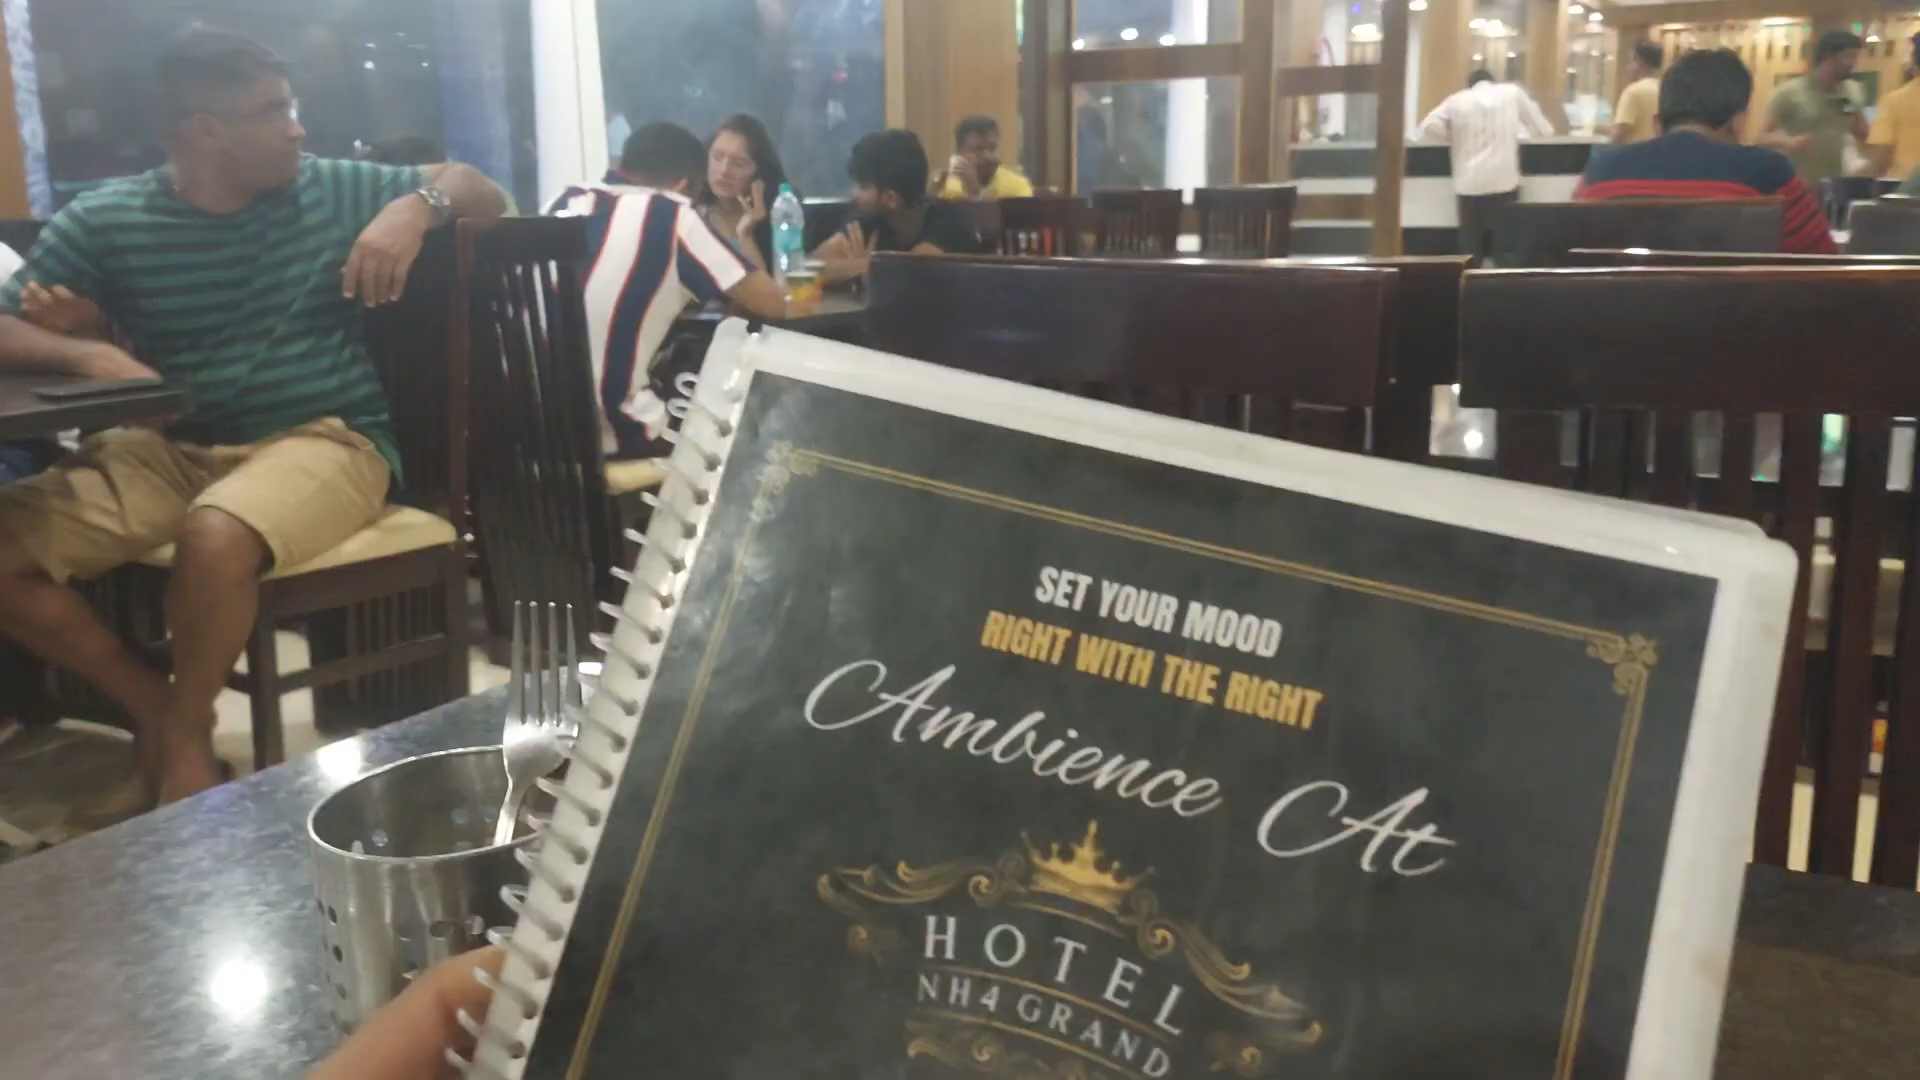 SET YOUR MOOD
RIGHT WITH THE RIGHT
Ambience At
HOTEL
NH4 GRAND